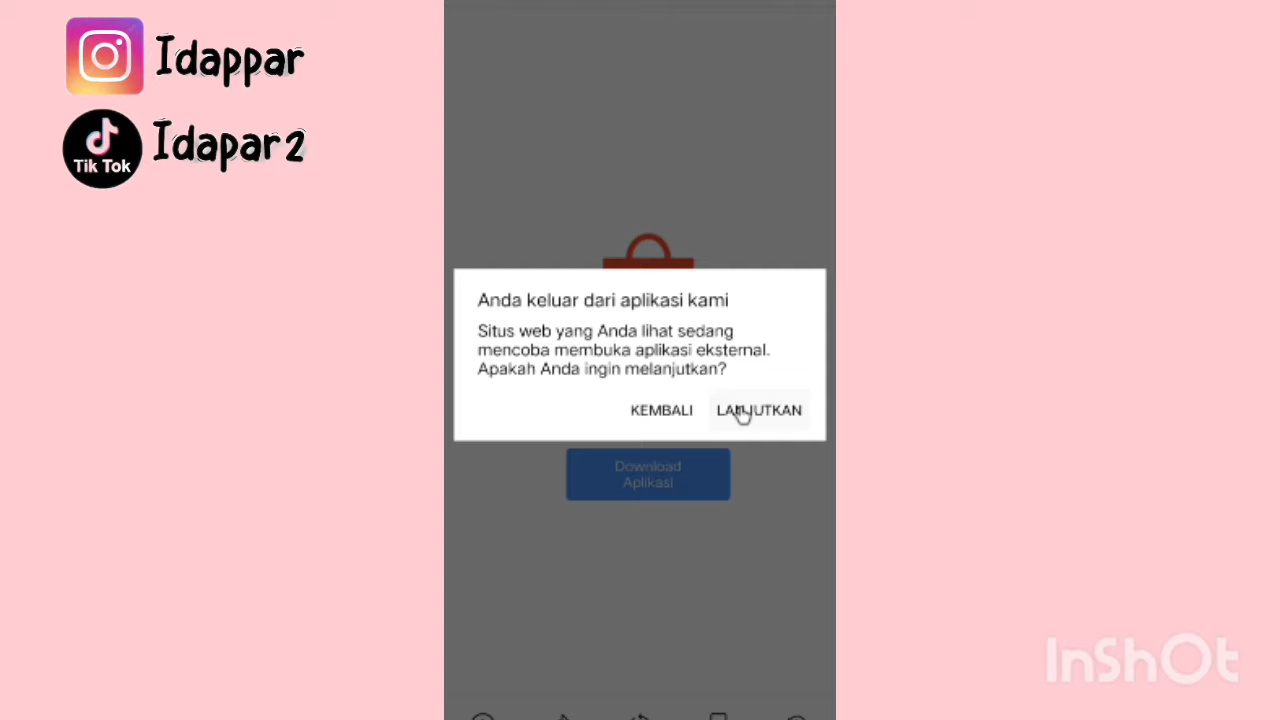 Idappar
Tik Tok
Idapar2
Anda keluar dari aplikasi kami
Situs web yang Anda lihat sedang
mencoba membuka aplikasi eksternal.
Apakah Anda ingin melanjutkan?
KEMBALI LANJUTKAN
Download
Aplikasi
InShOt